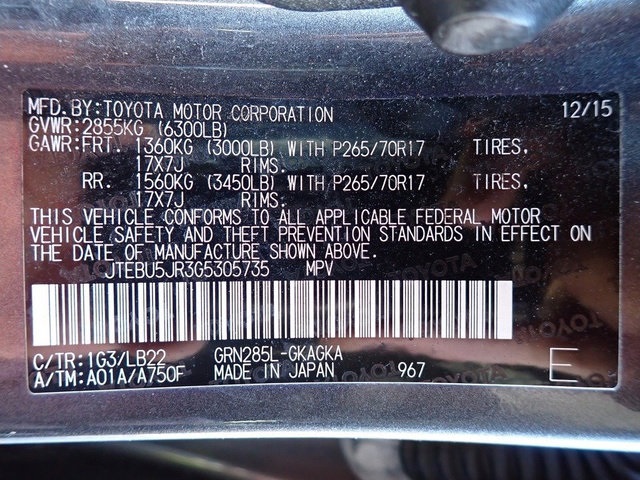 MFD.BY:TOYOTA MOTOR CORPORATION 12/15
GVWR:2855KG (6300LB)
GAWR:FRT. 1360KG (3000LB) WITH P265/70R17 TIRES,
17X7J RIMS.
RR. 1560KG (3450LB) WITH P265/70R17 TIRES,
17X7J RIMS.
THIS VEHICLE CONFORMS TO ALL APPLICABLE FEDERAL MOTOR
VEHICLE SAFETY AND THEFT PREVENTION STANDARDS IN EFFECT ON
THE DATE OF MANUFACTURE SHOWN ABOVE.
JTEBU5JR3G5305735 MPV
C/TR:1G3/LB22 GRN285L-GKAGKA
A/TM:A01A/A750F MADE IN JAPAN 967 E